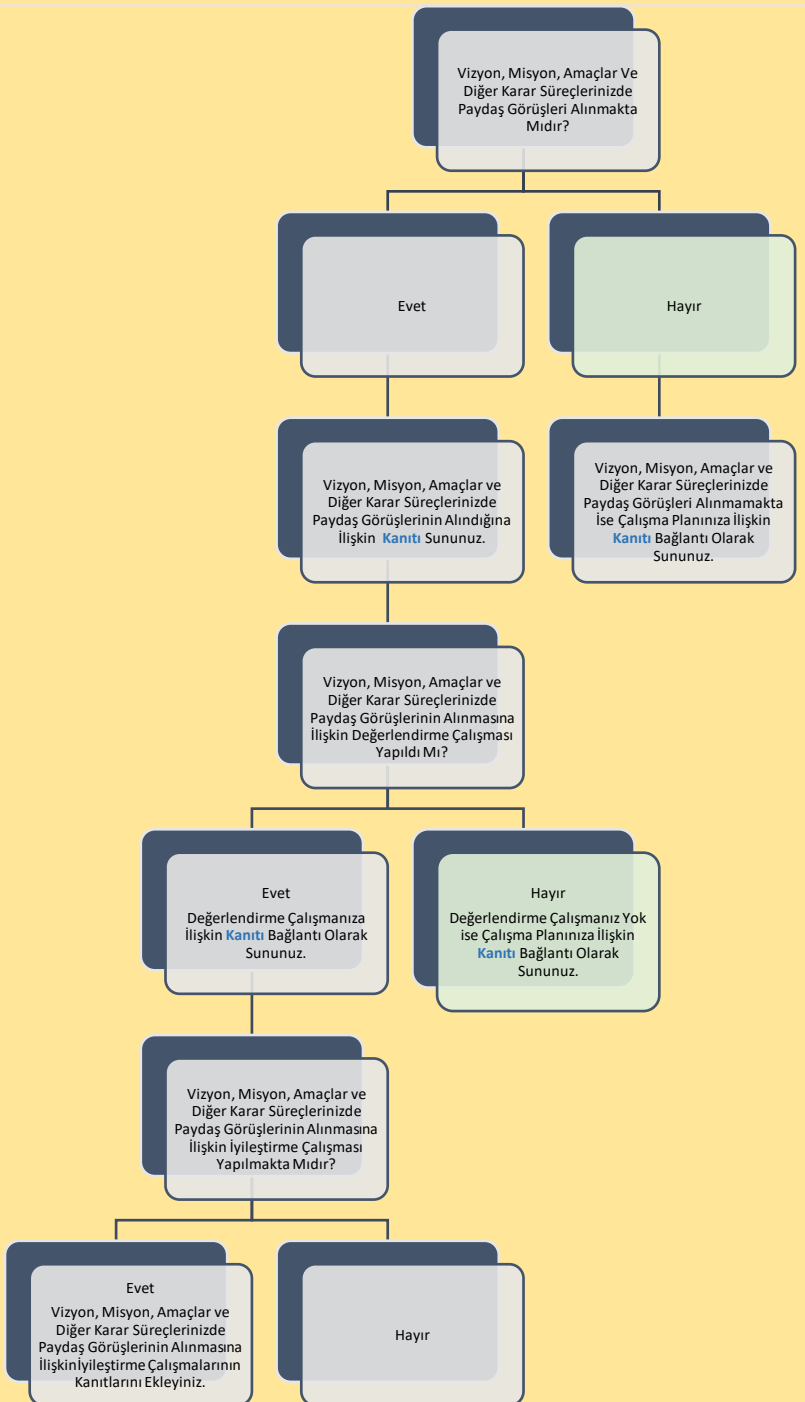 Vizyon, Misyon, Amaçlar Ve
Diğer Karar Süreçlerinizde
Paydaş Görüşleri Alınmakta
Mıdır?
Evet
Hayır
Vizyon, Misyon, Amaçlar ve
Diğer Karar Süreçlerinizde
Paydaş Görüşlerinin Alındığına
İlişkin Kanıtı Sununuz.
Vizyon, Misyon, Amaçlar ve
Diğer Karar Süreçlerinizde
Paydaş Görüşleri Alınmamakta
İse Çalışma Planınıza İlişkin
Kanıtı Bağlantı Olarak
Sununuz.
Vizyon, Misyon, Amaçlar ve
Diğer Karar Süreçlerinizde
Paydaş Görüşlerinin Alınmasına
İlişkin Değerlendirme Çalışması
Yapıldı Mı?
Evet
Değerlendirme Çalışmanıza
İlişkin Kanıtı Bağlantı Olarak
Sununuz.
Hayır
Değerlendirme Çalışmanız Yok
ise Çalışma Planınıza İlişkin
Kanıtı Bağlantı Olarak
Sununuz.
Vizyon, Misyon, Amaçlar ve
Diğer Karar Süreçlerinizde
Paydaş Görüşlerinin Alınmasına
İlişkin İyileştirme Çalışması
Yapılmakta Mıdır?
Evet
Vizyon, Misyon, Amaçlar ve
Diğer Karar Süreçlerinizde
Paydaş Görüşlerinin Alınmasına
İlişkin İyileştirme Çalışmalarının
Kanıtlarını Ekleyiniz.
Hayır